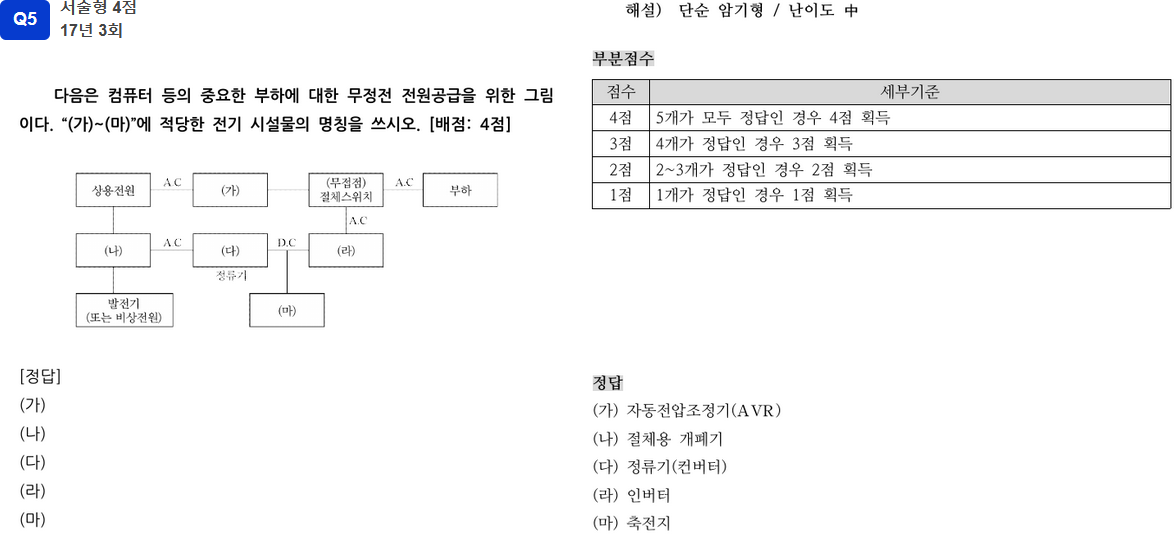 Q5
서술형 4점
17년 3회
다음은 컴퓨터 등의 중요한 부하에 대한 무정전 전원공급을 위한 그림
이다. “(가)~(마)”에 적당한 전기 시설물의 명칭을 쓰시오. [배점: 4점]
상용전원 A.C (가) (무접점) 절체스위치 A.C 부하
A.C
(나) A.C (다) D.C (라)
정류기
발전기
(또는 비상전원)
(마)
[정답]
(가)
(나)
(다)
(라)
(마)
해설) 단순 암기형 / 난이도 中
부분점수
점수 세부기준
4점 5개가 모두 정답인 경우 4점 획득
3점 4개가 정답인 경우 3점 획득
2점 2~3개가 정답인 경우 2점 획득
1점 1개가 정답인 경우 1점 획득
정답
(가) 자동전압조정기(AVR)
(나) 절체용 개폐기
(다) 정류기(컨버터)
(라) 인버터
(마) 축전지